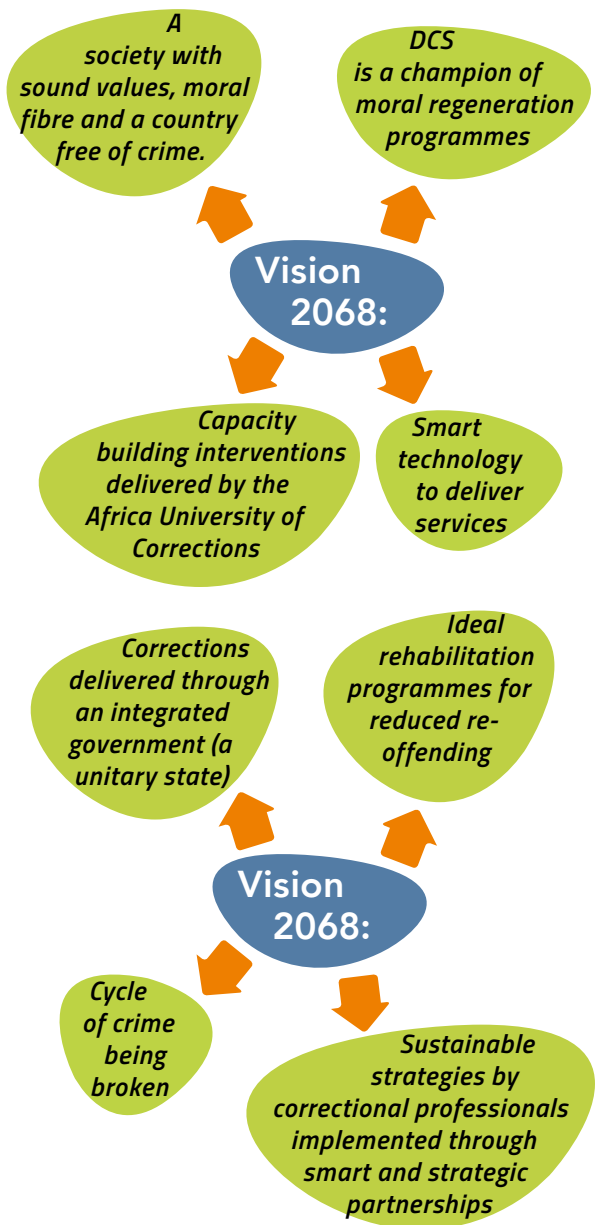 A
society with
sound values, moral
fibre and a country
free of crime.
DCS
is a champion of
moral regeneration
programmes
Vision
2068:
Capacity
building interventions
delivered by the
Africa University of
Corrections
Smart
technology
to deliver
services
Corrections
delivered through
an integrated
government (a
unitary state)
Ideal
rehabilitation
programmes for
reduced re-
offending
Vision
2068:
Cycle
of crime
being
broken
Sustainable
strategies by
correctional professionals
implemented through
smart and strategic
partnerships